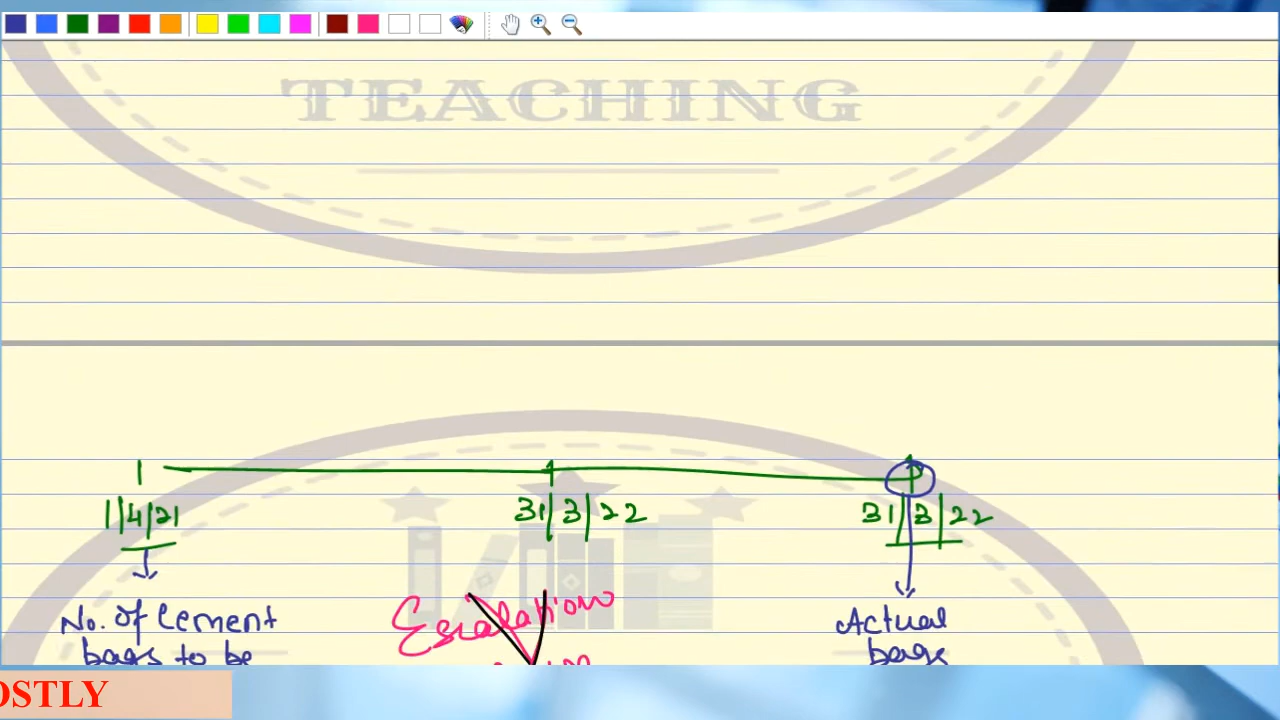 TEACHING
1|4|21 31|3|22 31|3|22
No. Of Cement
bags to be
Escalation
Actual
bags
OSTLY